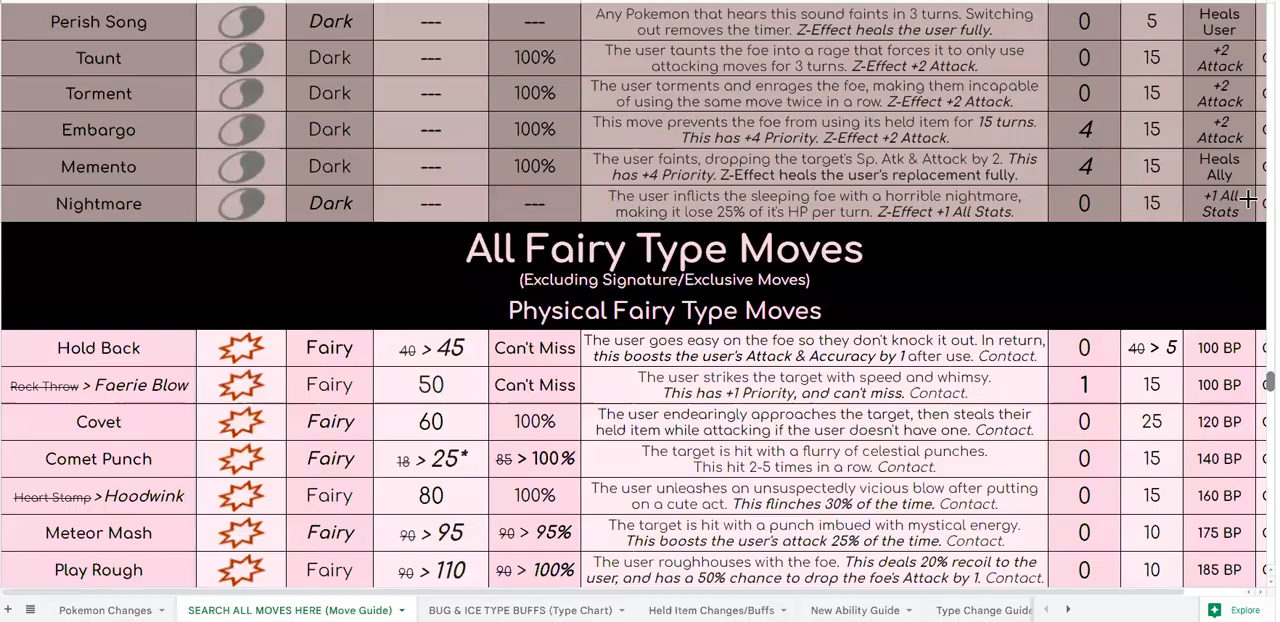 Perish Song Dark --- --- Any Pokemon that hears this sound faints in 3 turns. Switching 0 5 Heals
out removes the timer. Z-Effect heals the user fully. User
Taunt Dark --- 100% The user taunts the foe into a rage that forces it to only use 0 15 +2
attacking moves for 3 turns. Z-Effect +2 Attack. Attack
Torment Dark --- 100% The user torments and enrages the foe, making them incapable 0 15 +2
of using the same move twice in a row. Z-Effect +2 Attack. Attack
Embargo Dark --- 100% This move prevents the foe from using its held item for 15 turns. 4 15 +2
This has +4 Priority. Z-Effect +2 Attack. Attack
Memento Dark --- 100% The user faints, dropping the target's Sp. Atk & Attack by 2. This 4 15 Heals
has +4 Priority. Z-Effect heals the user's replacement fully. Ally
Nightmare Dark --- --- The user inflicts the sleeping foe with a horrible nightmare, 0 15 +1 All
making it lose 25% of it's HP per turn. Z-Effect +1 All Stats. Stats
All Fairy Type Moves
(Excluding Signature/Exclusive Moves)
Physical Fairy Type Moves
Hold Back Fairy 40 > 45 Can't Miss The user goes easy on the foe so they don't knock it out. In return, 0 40 > 5 100 BP
this boosts the user's Attack & Accuracy by 1 after use. Contact.
Rock Throw > Faerie Blow Fairy 50 Can't Miss The user strikes the target with speed and whimsy. 1 15 100 BP
This has +1 Priority, and can't miss. Contact.
Covet Fairy 60 100% The user endearingly approaches the target, then steals their 0 25 120 BP
held item while attacking if the user doesn't have one. Contact.
Comet Punch Fairy 18 > 25* 85 > 100% The target is hit with a flurry of celestial punches. 0 15 140 BP
This hit 2-5 times in a row. Contact.
Heart Stamp > Hoodwink Fairy 80 100% The user unleashes an unsuspectedly vicious blow after putting 0 15 160 BP
on a cute act. This flinches 30% of the time. Contact.
Meteor Mash Fairy 90 > 95 90 > 95% The target is hit with a punch imbued with mystical energy. 0 10 175 BP
This boosts the user's attack 25% of the time. Contact.
Play Rough Fairy 90 > 110 90 > 100% The user roughhouses with the foe. This deals 20% recoil to the 0 10 185 BP
user, and has a 50% chance to drop the foe's Attack by 1. Contact.
Pokemon Changes SEARCH ALL MOVES HERE (Move Guide) BUG & ICE TYPE BUFFS (Type Chart) Held Item Changes/Buffs New Ability Guide Type Change Guide Explore